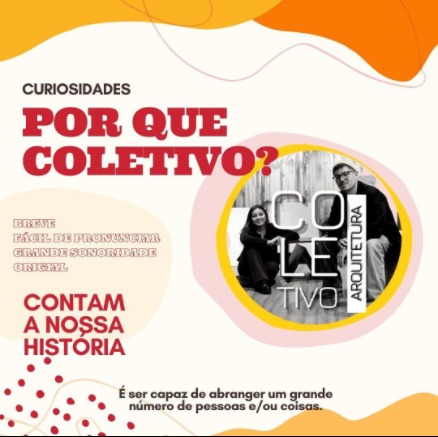 CURIOSIDADES
POR QUE
COLETIVO?
BREVE
FÁCIL DE PRONUNCIAR
GRANDE SONORIDADE
ORIGIAL
CO
LE
TIVO
ARQUITETURA
CONTAM
A NOSSA
HISTÓRIA
É ser capaz de abranger um grande
número de pessoas e/ou coisas.